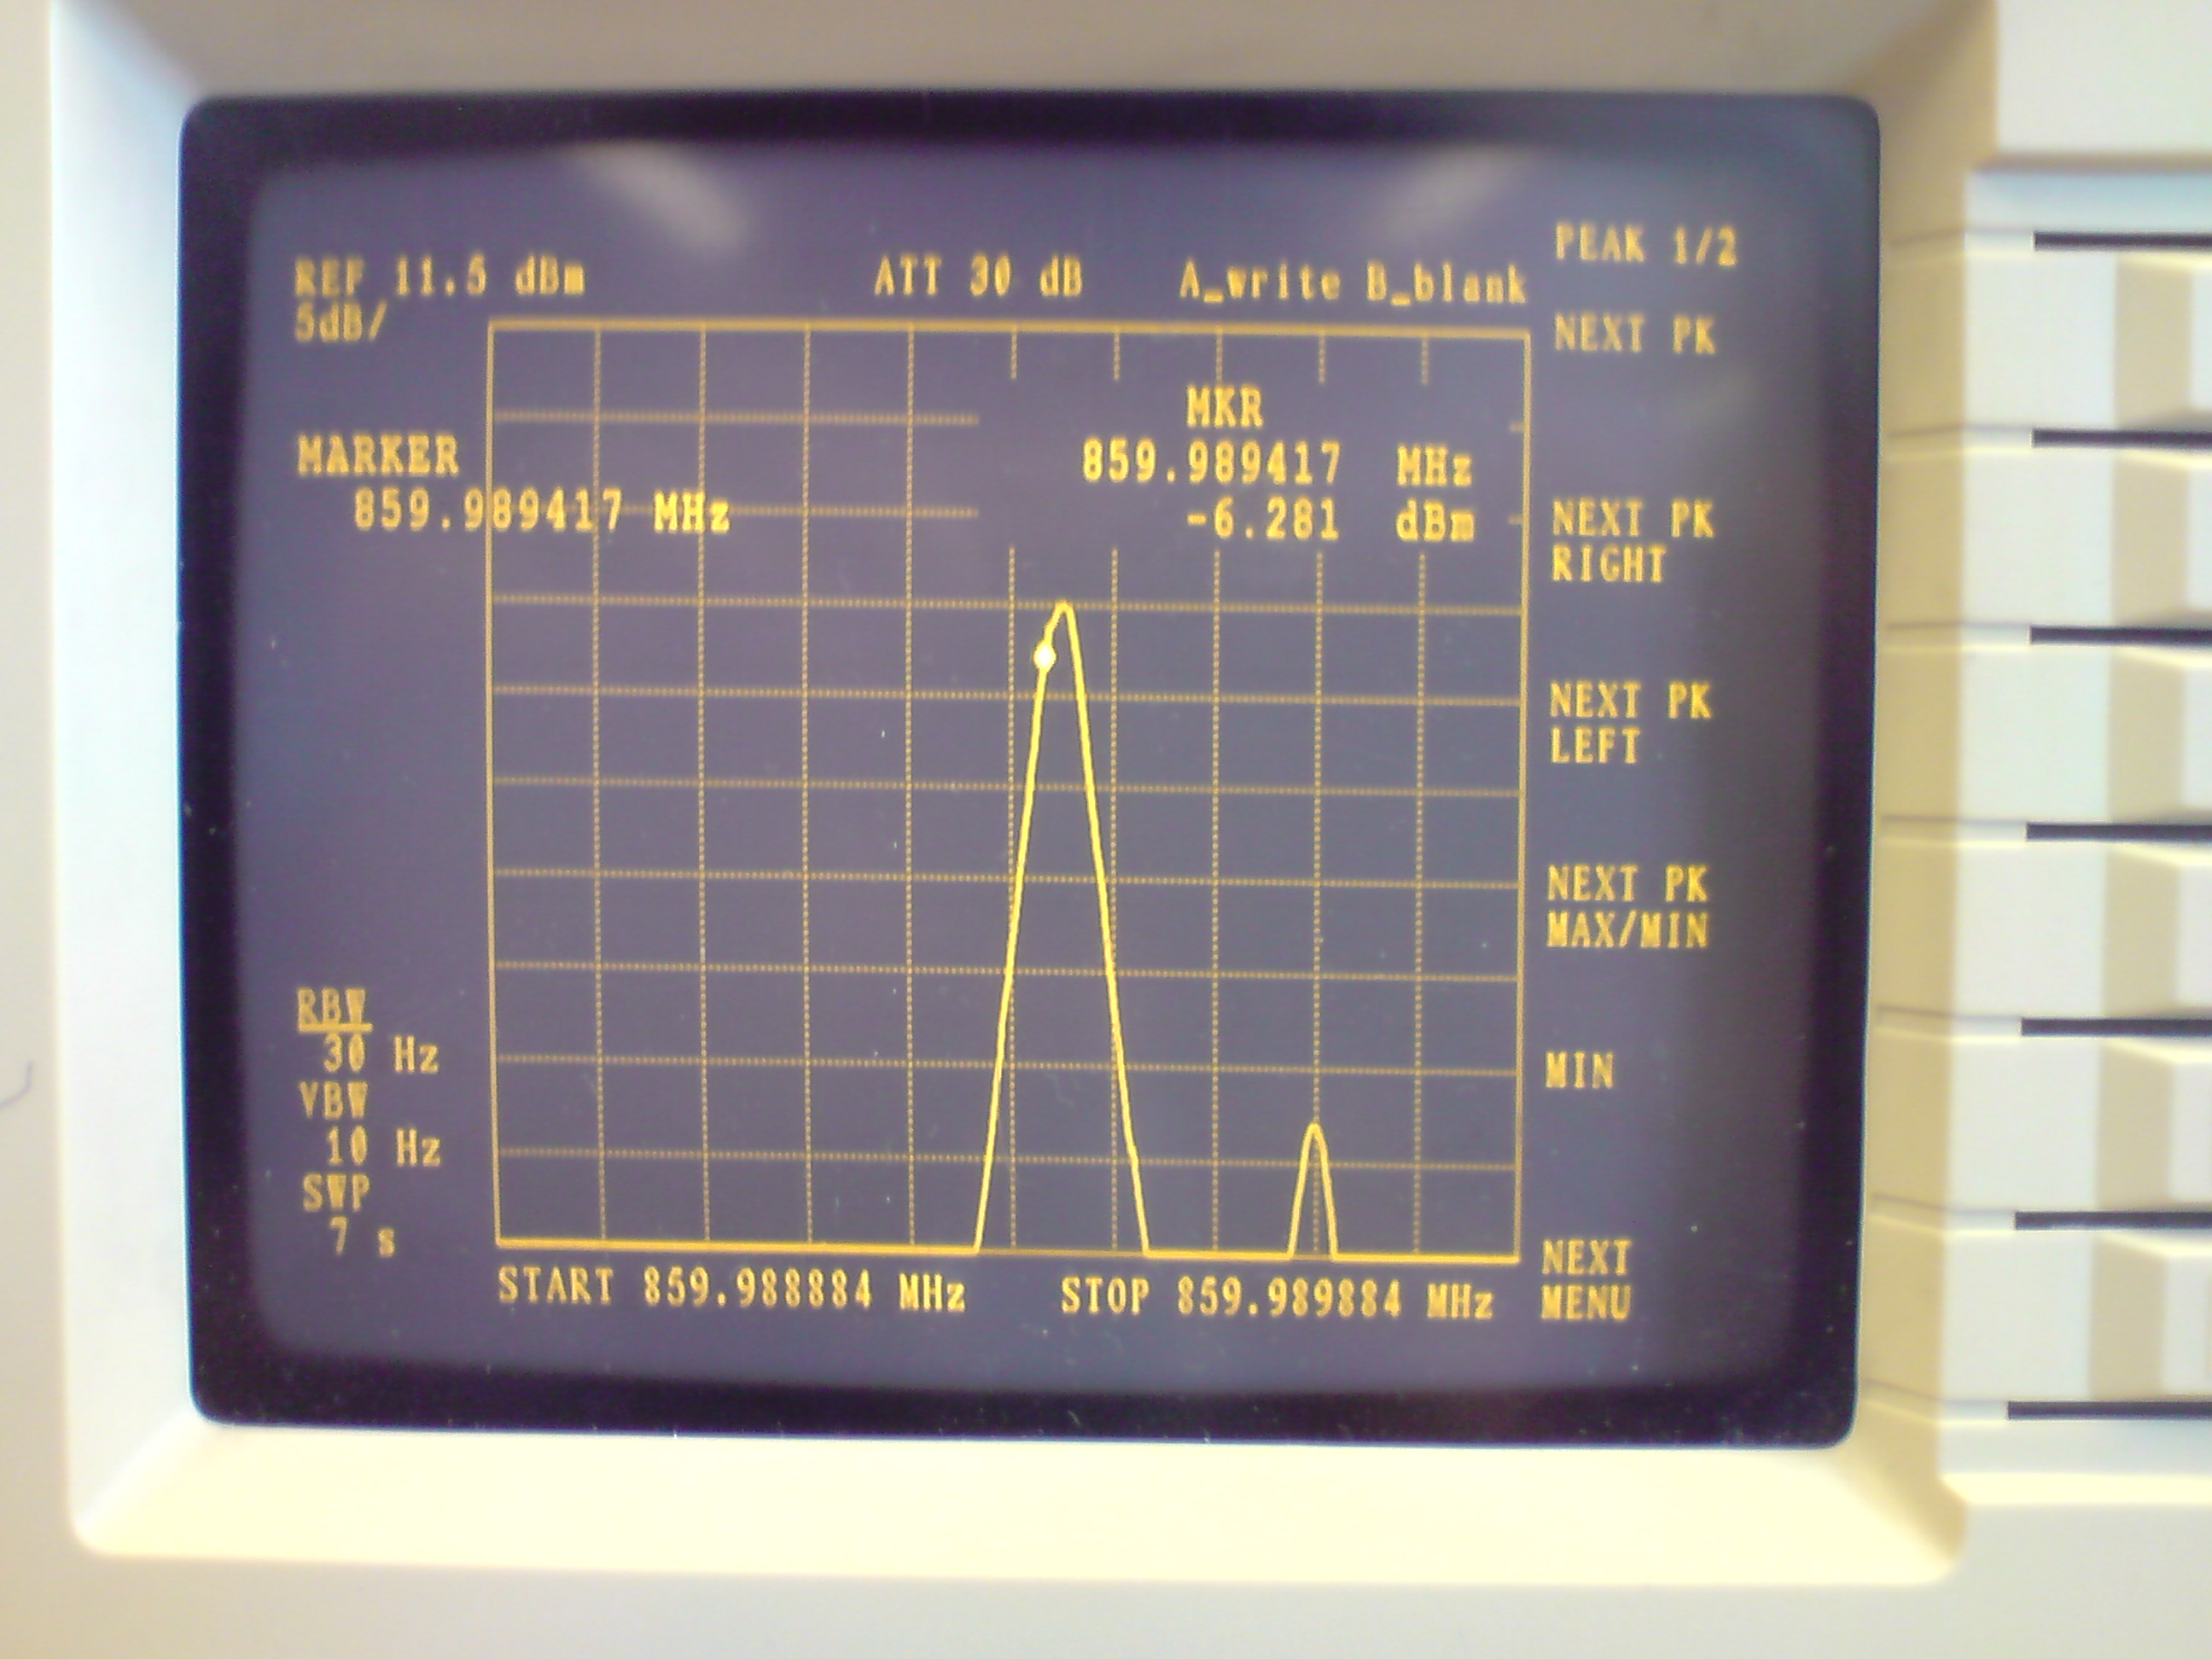 REF 11.5 dBm ATT 30 dB A_write B_blank
5dB/
MARKER
859.989417 MHz
MKR
859.989417 MHz
-6.281 dBm
RBW
30 Hz
VBW
10 Hz
SWP
7 s
START 859.988884 MHz STOP 859.989884 MHz
PEAK 1/2
NEXT PK
NEXT PK
RIGHT
NEXT PK
LEFT
NEXT PK
MAX/MIN
MIN
NEXT
MENU